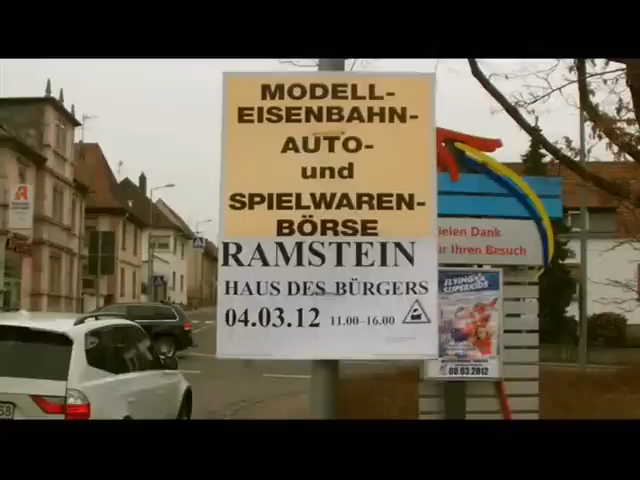 MODELL-
EISENBAHN-
AUTO-
und
SPIELWAREN-
BÖRSE
RAMSTEIN
HAUS DES BÜRGERS
04.03.12 11.00-16.00
ielen Dank
r Ihren Besuch
FLYING
SUPERKIDS
08 03.2012